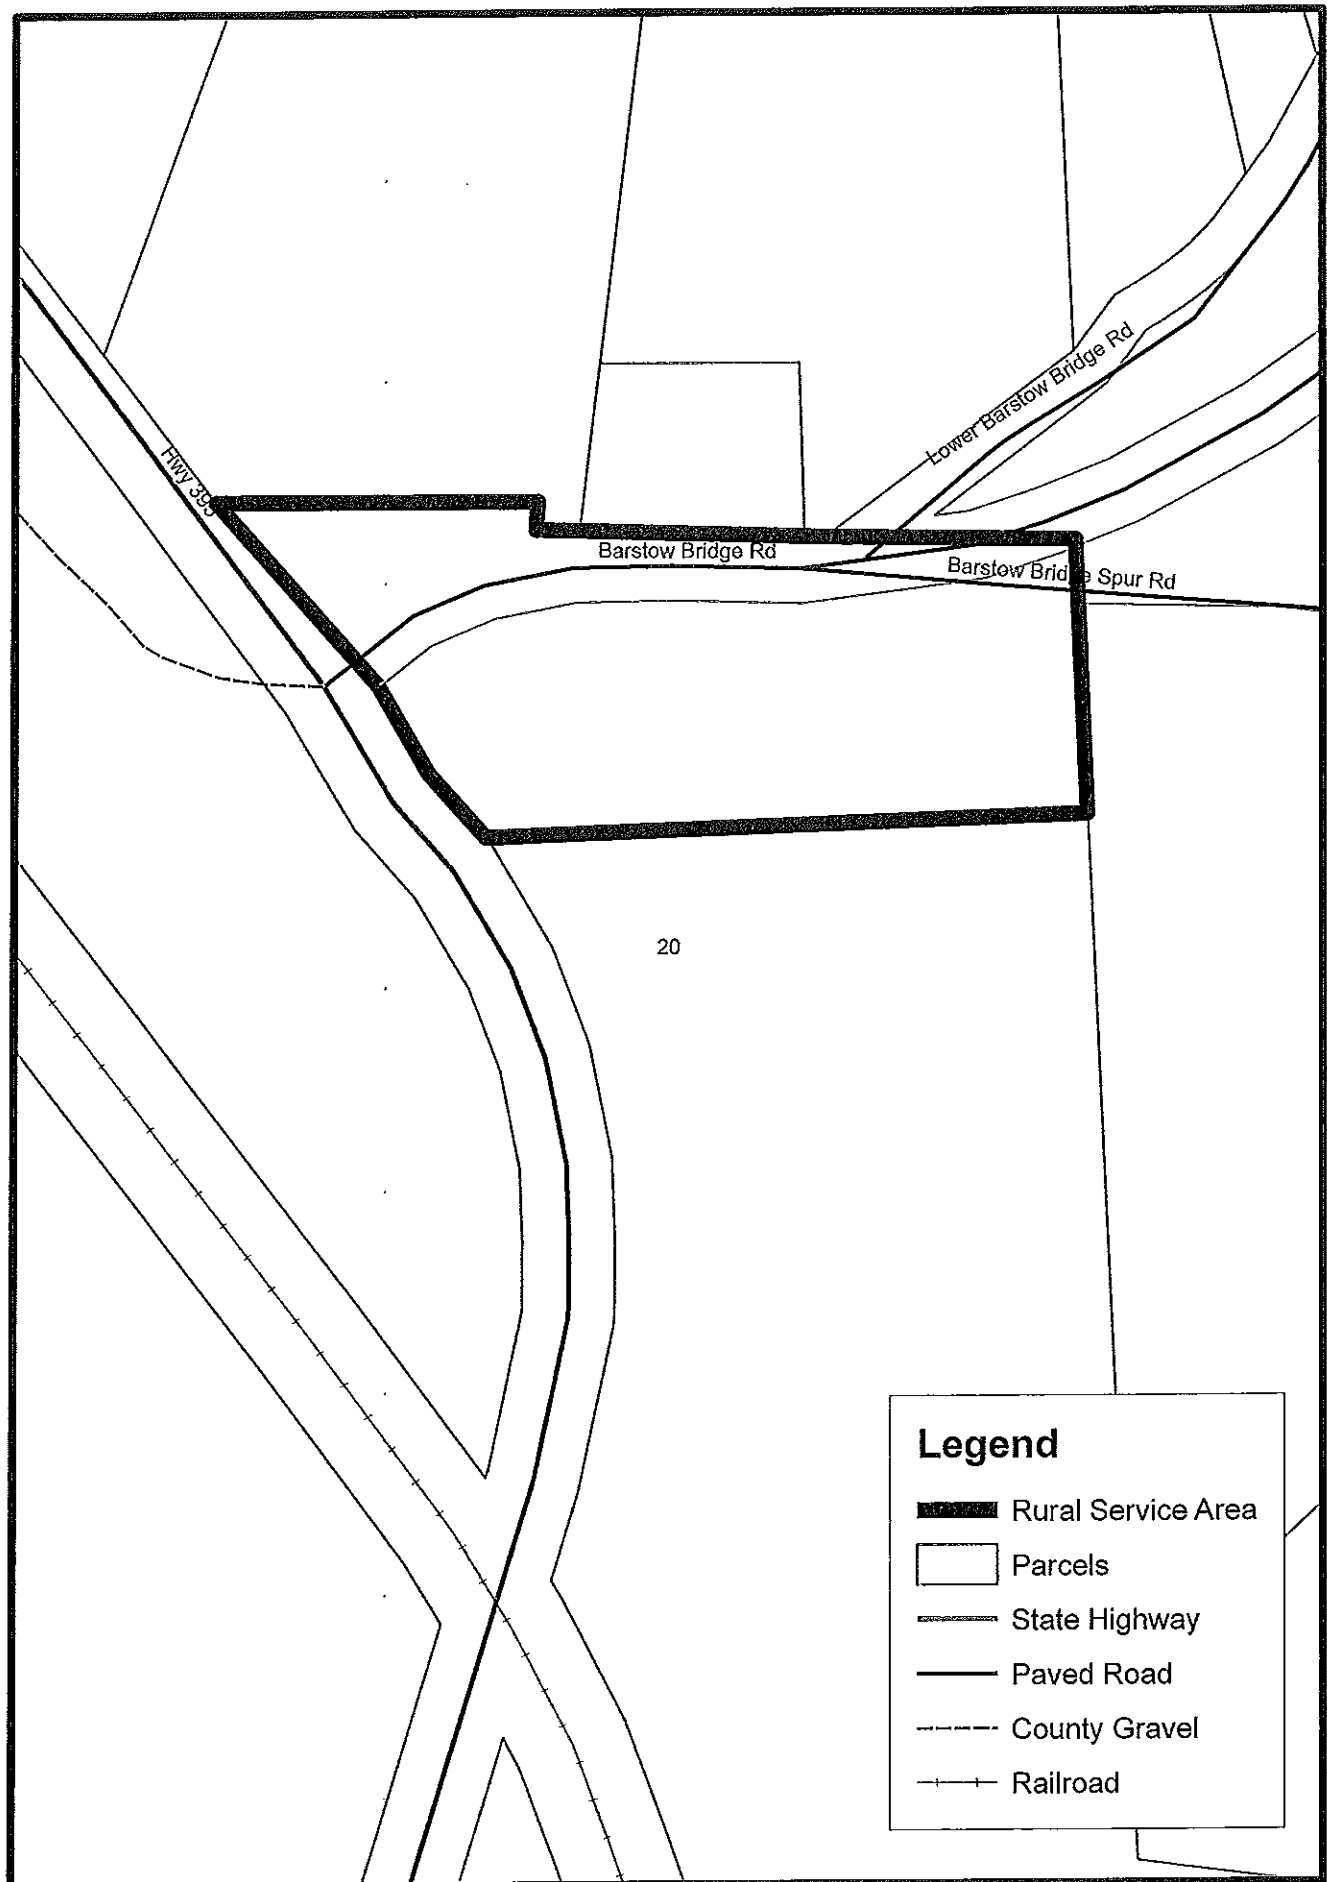 Lower Barstow Bridge Rd
Hwy 395
Barstow Bridge Rd
Barstow Bridge Spur Rd
20
Legend
Rural Service Area
Parcels
State Highway
Paved Road
County Gravel
Railroad